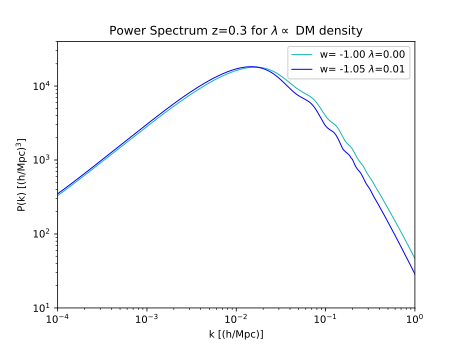 Power Spectrum z=0.3 for λ∝ DM density
w= -1.00 λ=0.00
w= -1.05 λ=0.01
P(k) [(h/Mpc)³]
10⁴
10³
10²
10¹
10⁻⁴ 10⁻³ 10⁻² 10⁻¹ 10⁰
k [(h/Mpc)]